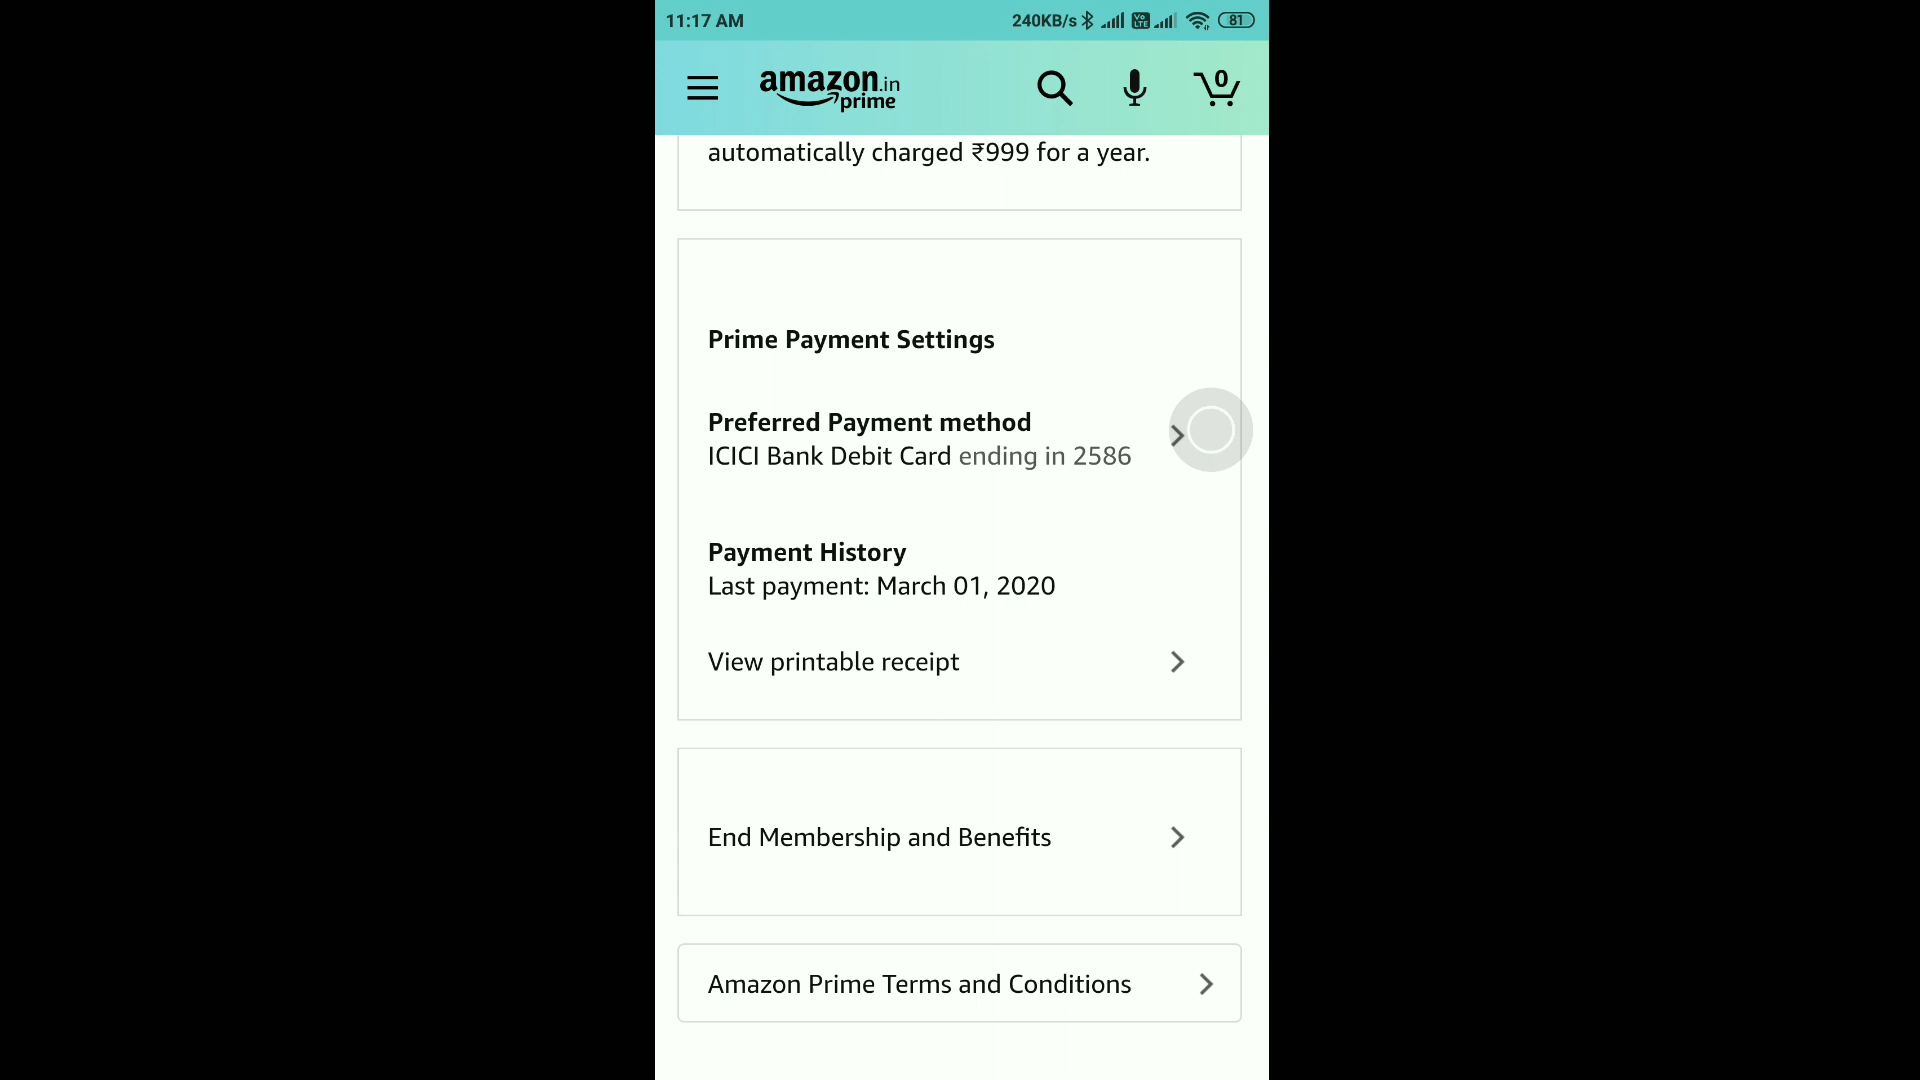 11:17 AM
240KB/s Vo LTE 81
amazon.in
prime
0
automatically charged ₹999 for a year.
Prime Payment Settings
Preferred Payment method
ICICI Bank Debit Card ending in 2586
Payment History
Last payment: March 01, 2020
View printable receipt
End Membership and Benefits
Amazon Prime Terms and Conditions